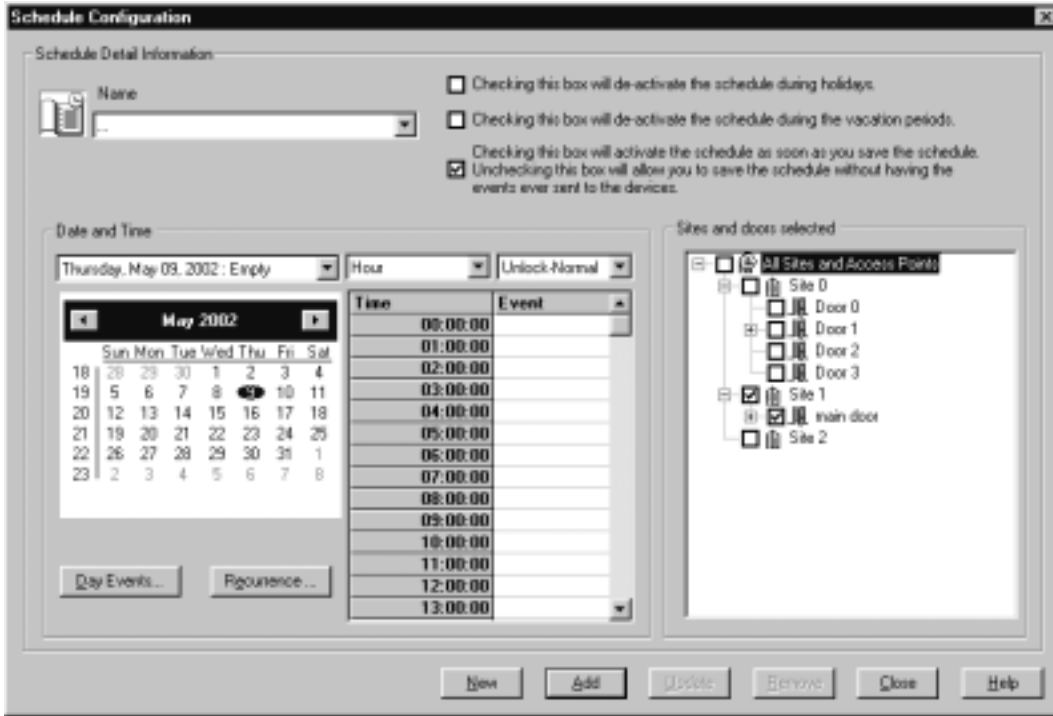 Schedule Configuration
Schedule Detail Information
Name
...
Checking this box will de-activate the schedule during holidays.
Checking this box will de-activate the schedule during the vacation periods.
Checking this box will activate the schedule as soon as you save the schedule.
Unchecking this box will allow you to save the schedule without having the
events ever sent to the devices.
Date and Time
Thursday, May 09, 2002 : Empty
Hour
Unlock-Normal
May 2002
Sun Mon Tue Wed Thu Fri Sat
18 28 29 30 1 2 3 4
19 5 6 7 8 9 10 11
20 12 13 14 15 16 17 18
21 19 20 21 22 23 24 25
22 26 27 28 29 30 31 1
23 2 3 4 5 6 7 8
Day Events...
Recurrence ...
Time Event
00:00:00
01:00:00
02:00:00
03:00:00
04:00:00
05:00:00
06:00:00
07:00:00
08:00:00
09:00:00
10:00:00
11:00:00
12:00:00
13:00:00
Sites and doors selected
All Sites and Access Points
Site 0
Door 0
Door 1
Door 2
Door 3
Site 1
main door
Site 2
New
Add
Update
Remove
Close
Help